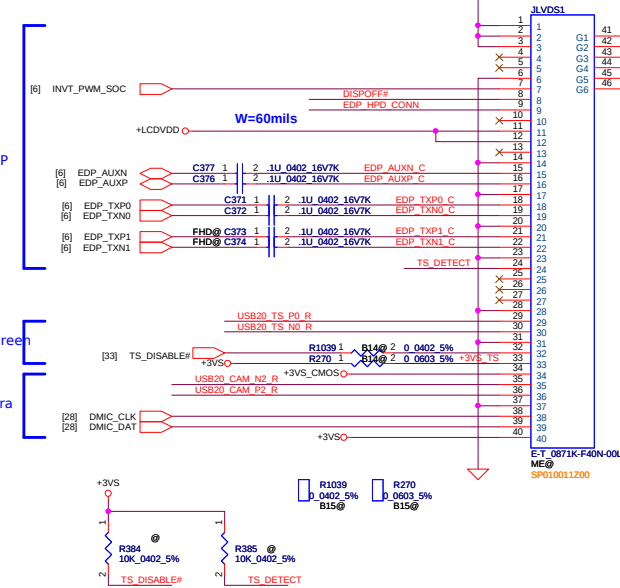 JLVDS1
1 1
2 2 G1 41
3 3 G2 42
4 4 G3 43
5 5 G4 44
6 6 G5 45
[6] INVT_PWM_SOC 7 7 G6 46
DISPOFF# 8 8
EDP_HPD_CONN 9 9
10 10
W=60mils
+LCDVDD 11 11
12 12
13 13
P
14 14
[6] EDP_AUXN C377 1 2 .1U_0402_16V7K EDP_AUXN_C 15 15
[6] EDP_AUXP C376 1 2 .1U_0402_16V7K EDP_AUXP_C 16 16
17 17
[6] EDP_TXP0 C371 1 2 .1U_0402_16V7K EDP_TXP0_C 18 18
[6] EDP_TXN0 C372 1 2 .1U_0402_16V7K EDP_TXN0_C 19 19
20 20
[6] EDP_TXP1 FHD@ C373 1 2 .1U_0402_16V7K EDP_TXP1_C 21 21
[6] EDP_TXN1 FHD@ C374 1 2 .1U_0402_16V7K EDP_TXN1_C 22 22
23 23
TS_DETECT 24 24
25 25
26 26
27 27
28 28
USB20_TS_P0_R 29 29
USB20_TS_N0_R 30 30
reen
31 31
[33] TS_DISABLE# R1039 1 B14@ 2 0_0402_5% 32 32
+3VS R270 1 B14@ 2 0_0603_5% +3VS_TS 33 33
+3VS_CMOS 34 34
USB20_CAM_N2_R 35 35
USB20_CAM_P2_R 36 36
ra
37 37
[28] DMIC_CLK 38 38
[28] DMIC_DAT 39 39
+3VS 40 40
E-T_0871K-F40N-00L
ME@
SP010011Z00
+3VS
R1039
0_0402_5%
B15@
R270
0_0603_5%
B15@
1 1
@
R384
10K_0402_5%
@
R385
10K_0402_5%
2 2
TS_DISABLE# TS_DETECT